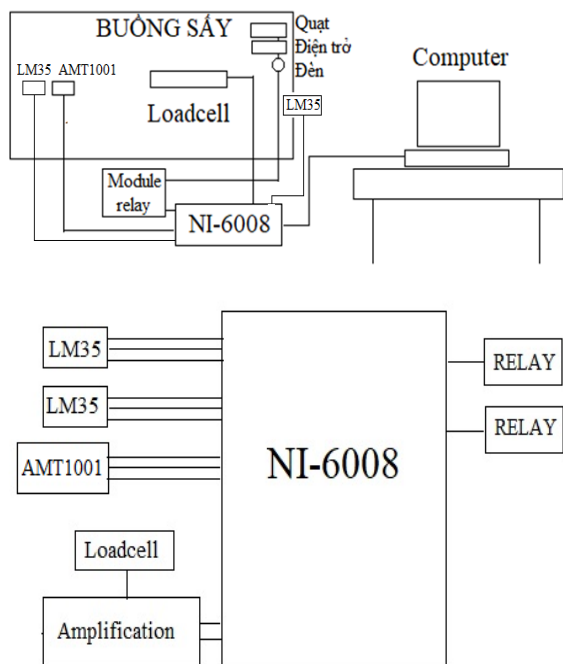 BUỒNG SẤY
Quạt
Điện trở
Đèn
LM35
AMT1001
Loadcell
LM35
Computer
Module
relay
NI-6008
LM35
LM35
AMT1001
Loadcell
Amplification
NI-6008
RELAY
RELAY